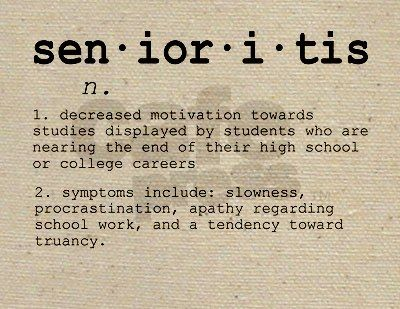 sen·ior·i·tis
n.
1. decreased motivation towards
studies displayed by students who are
nearing the end of their high school
or college careers
2. symptoms include: slowness,
procrastination, apathy regarding
school work, and a tendency toward
truancy.